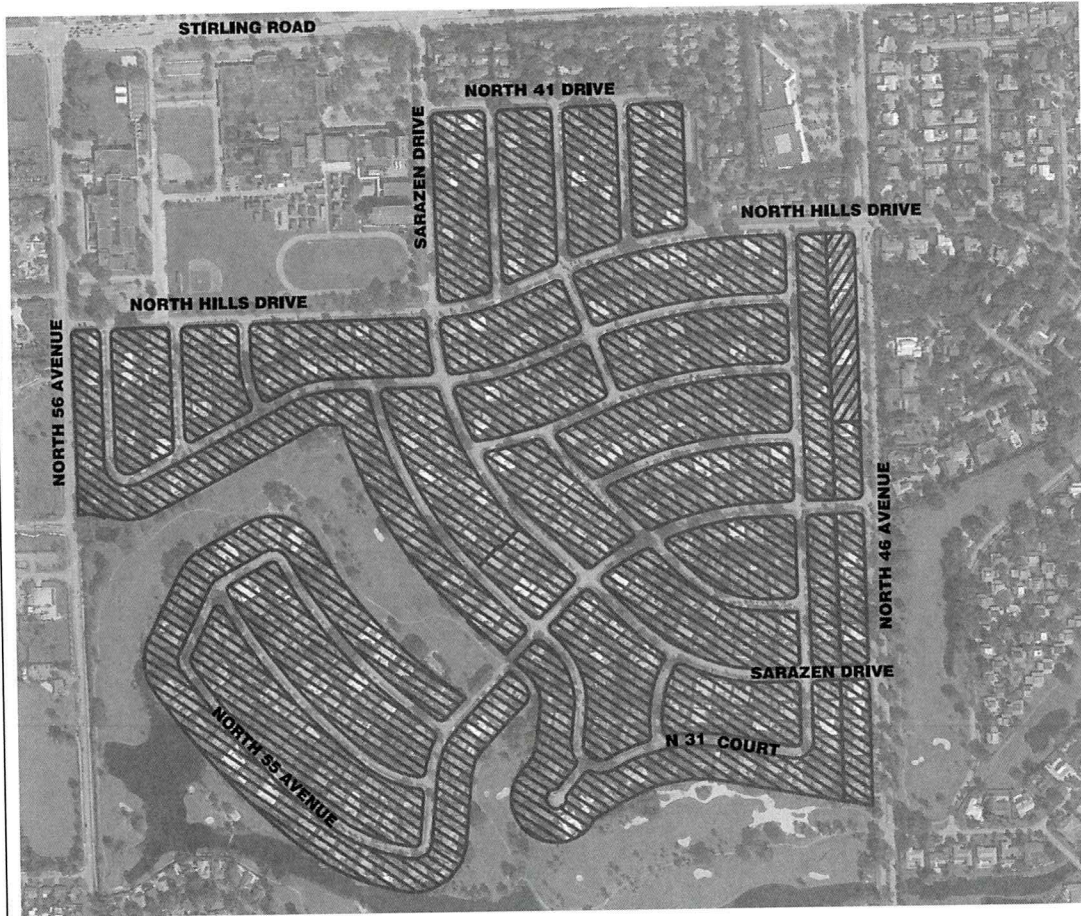 STIRLING ROAD
NORTH 41 DRIVE
SARAZEN DRIVE
NORTH HILLS DRIVE
NORTH HILLS DRIVE
NORTH 56 AVENUE
NORTH 46 AVENUE
SARAZEN DRIVE
N 31 COURT
NORTH 55 AVENUE